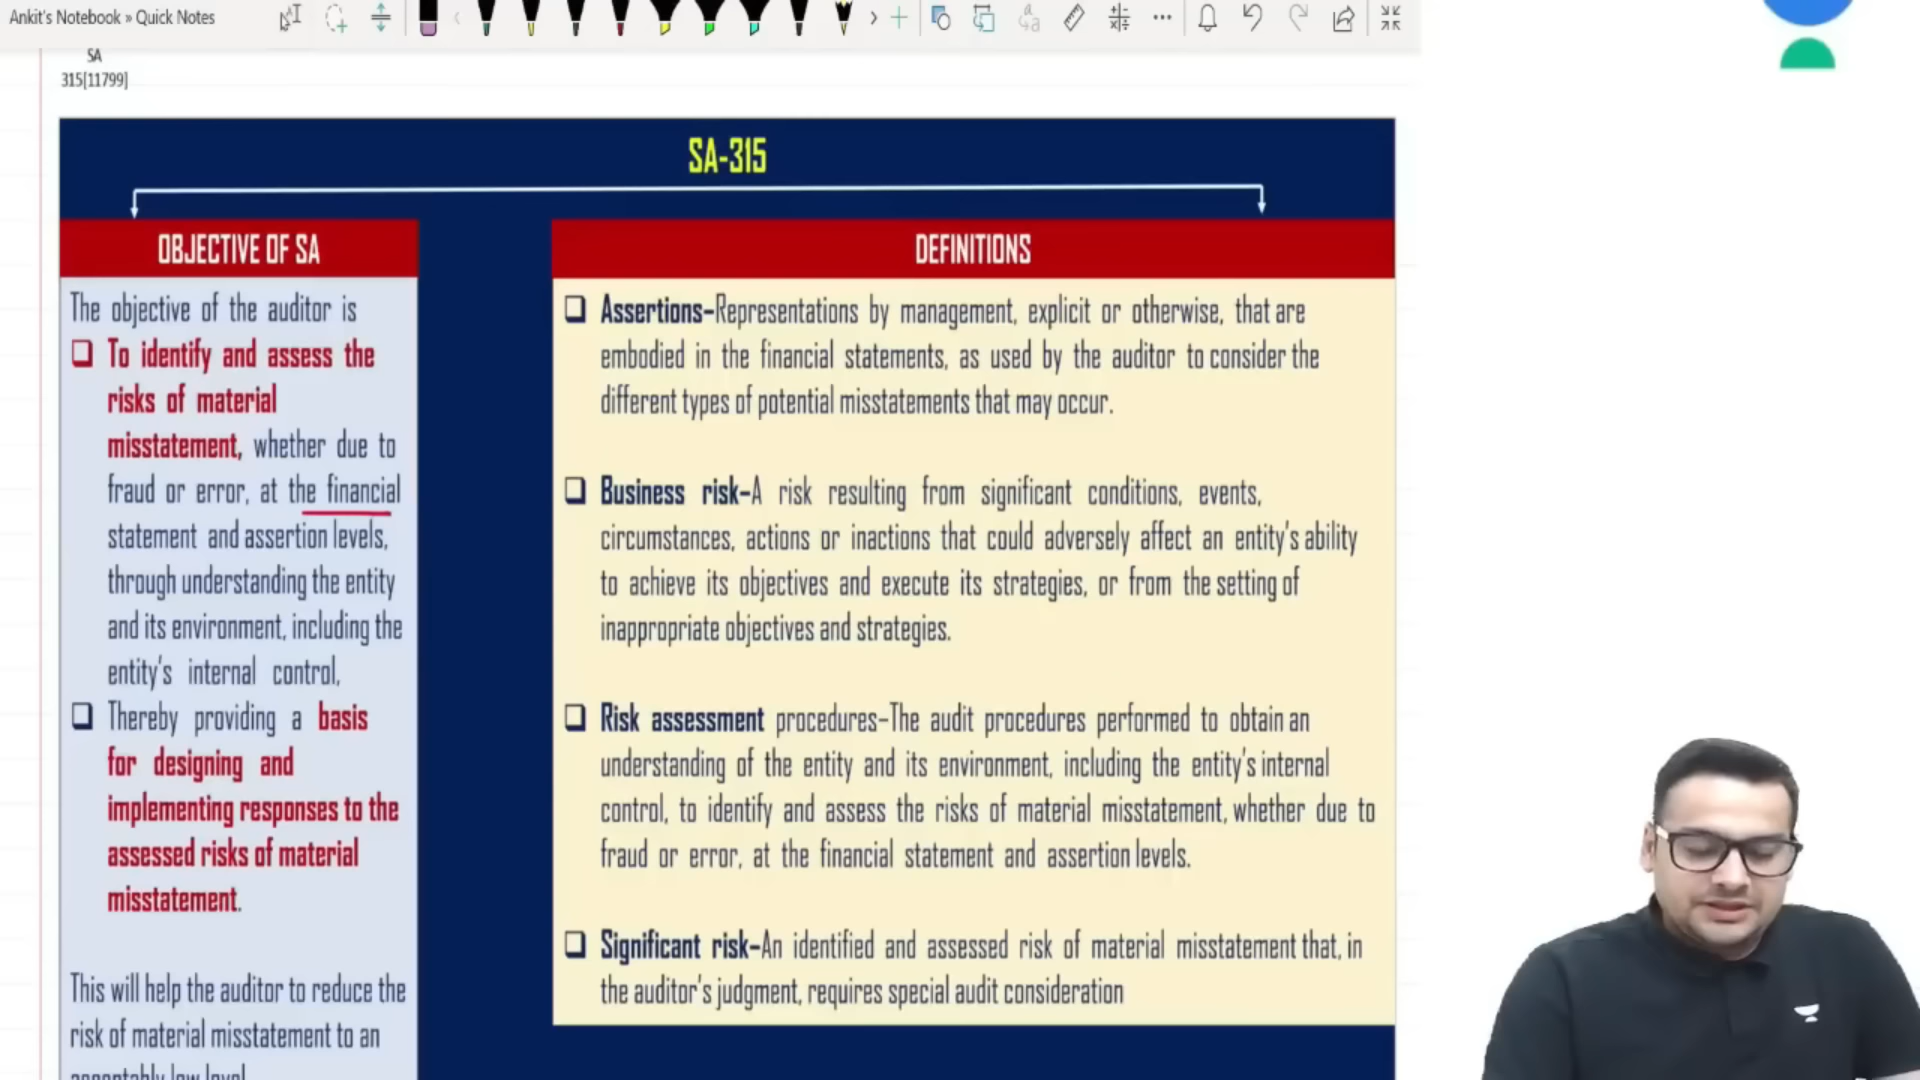 Ankit's Notebook » Quick Notes
SA
315[11799]
SA-315
OBJECTIVE OF SA
The objective of the auditor is
❑ To identify and assess the
risks of material
misstatement, whether due to
fraud or error, at the financial
statement and assertion levels,
through understanding the entity
and its environment, including the
entity's internal control,
❑ Thereby providing a basis
for designing and
implementing responses to the
assessed risks of material
misstatement.
This will help the auditor to reduce the
risk of material misstatement to an
acceptably low level
DEFINITIONS
❑ Assertions–Representations by management, explicit or otherwise, that are
embodied in the financial statements, as used by the auditor to consider the
different types of potential misstatements that may occur.
❑ Business risk–A risk resulting from significant conditions, events,
circumstances, actions or inactions that could adversely affect an entity's ability
to achieve its objectives and execute its strategies, or from the setting of
inappropriate objectives and strategies.
❑ Risk assessment procedures–The audit procedures performed to obtain an
understanding of the entity and its environment, including the entity's internal
control, to identify and assess the risks of material misstatement, whether due to
fraud or error, at the financial statement and assertion levels.
❑ Significant risk–An identified and assessed risk of material misstatement that, in
the auditor's judgment, requires special audit consideration